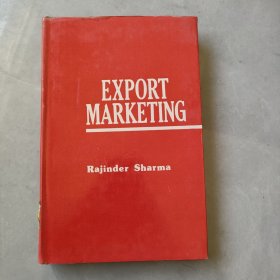 EXPORT
MARKETING
Rajinder Sharma